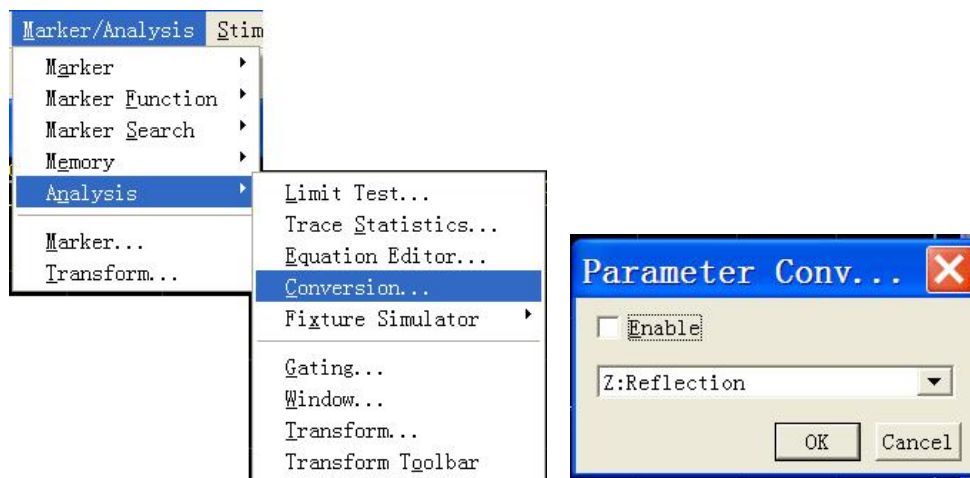 Marker/Analysis Stim
Marker
Marker Function
Marker Search
Memory
Analysis
Marker...
Transform...
Limit Test...
Trace Statistics...
Equation Editor...
Conversion...
Fixture Simulator
Gating...
Window...
Transform...
Transform Toolbar
Parameter Conv...
Enable
Z:Reflection
OK Cancel